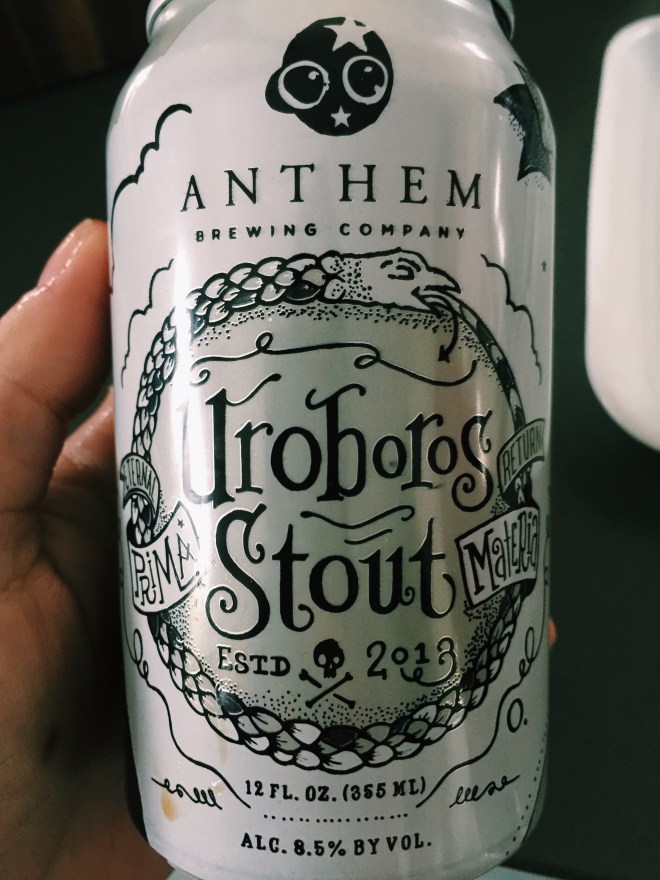 ANTHEM
BREWING COMPANY
Uroboros
Stout
RETURN
PRIMA
MATERIA
ESTD 2013
O.
12 FL. OZ. (355 ML)
ALC. 8.5% BY VOL.